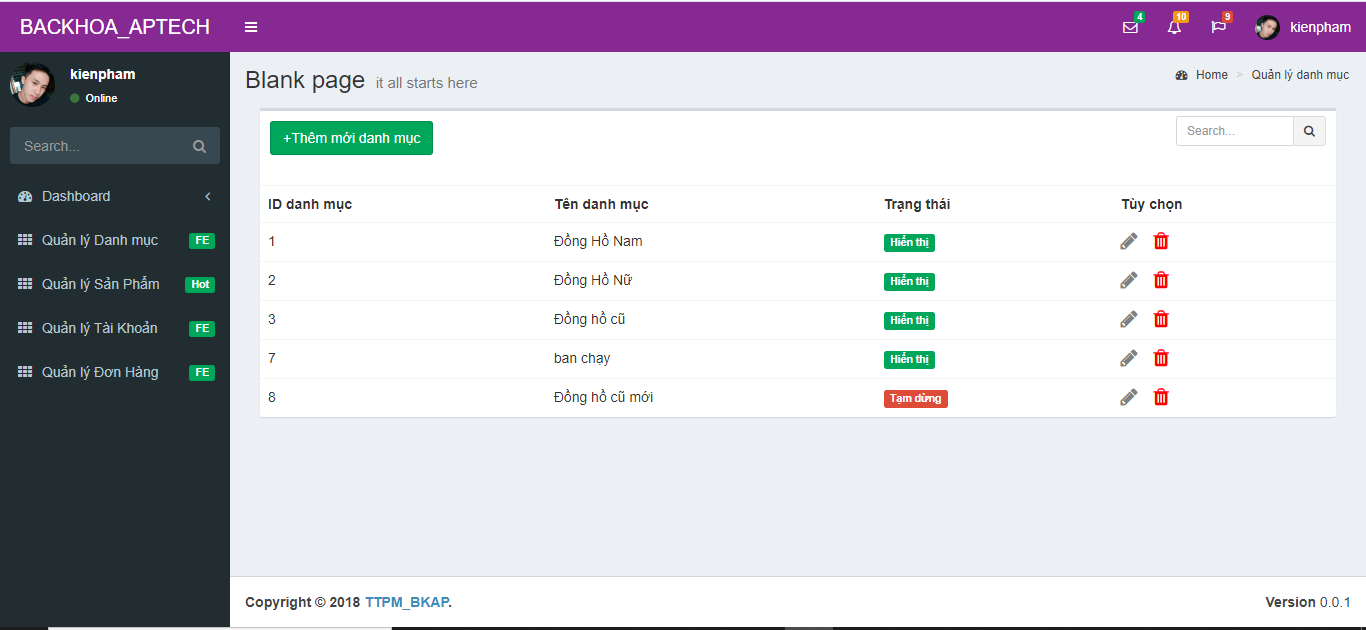 BACKHOA_APTECH
4
10
9
kienpham
kienpham
Online
Search...
Dashboard
Quản lý Danh mục FE
Quản lý Sản Phẩm Hot
Quản lý Tài Khoản FE
Quản lý Đơn Hàng FE
Blank page it all starts here
Home > Quản lý danh mục
+Thêm mới danh mục
Search...
ID danh mục Tên danh mục Trạng thái Tùy chọn
1 Đồng Hồ Nam Hiển thị
2 Đồng Hồ Nữ Hiển thị
3 Đồng hồ cũ Hiển thị
7 ban chạy Hiển thị
8 Đồng hồ cũ mới Tạm dừng
Copyright © 2018 TTPM_BKAP.
Version 0.0.1